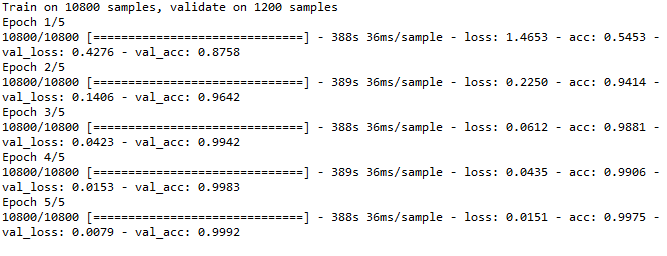 Train on 10800 samples, validate on 1200 samples
Epoch 1/5
10800/10800 [==============================] - 388s 36ms/sample - loss: 1.4653 - acc: 0.5453 -
val_loss: 0.4276 - val_acc: 0.8758
Epoch 2/5
10800/10800 [==============================] - 389s 36ms/sample - loss: 0.2250 - acc: 0.9414 -
val_loss: 0.1406 - val_acc: 0.9642
Epoch 3/5
10800/10800 [==============================] - 388s 36ms/sample - loss: 0.0612 - acc: 0.9881 -
val_loss: 0.0423 - val_acc: 0.9942
Epoch 4/5
10800/10800 [==============================] - 389s 36ms/sample - loss: 0.0435 - acc: 0.9906 -
val_loss: 0.0153 - val_acc: 0.9983
Epoch 5/5
10800/10800 [==============================] - 388s 36ms/sample - loss: 0.0151 - acc: 0.9975 -
val_loss: 0.0079 - val_acc: 0.9992